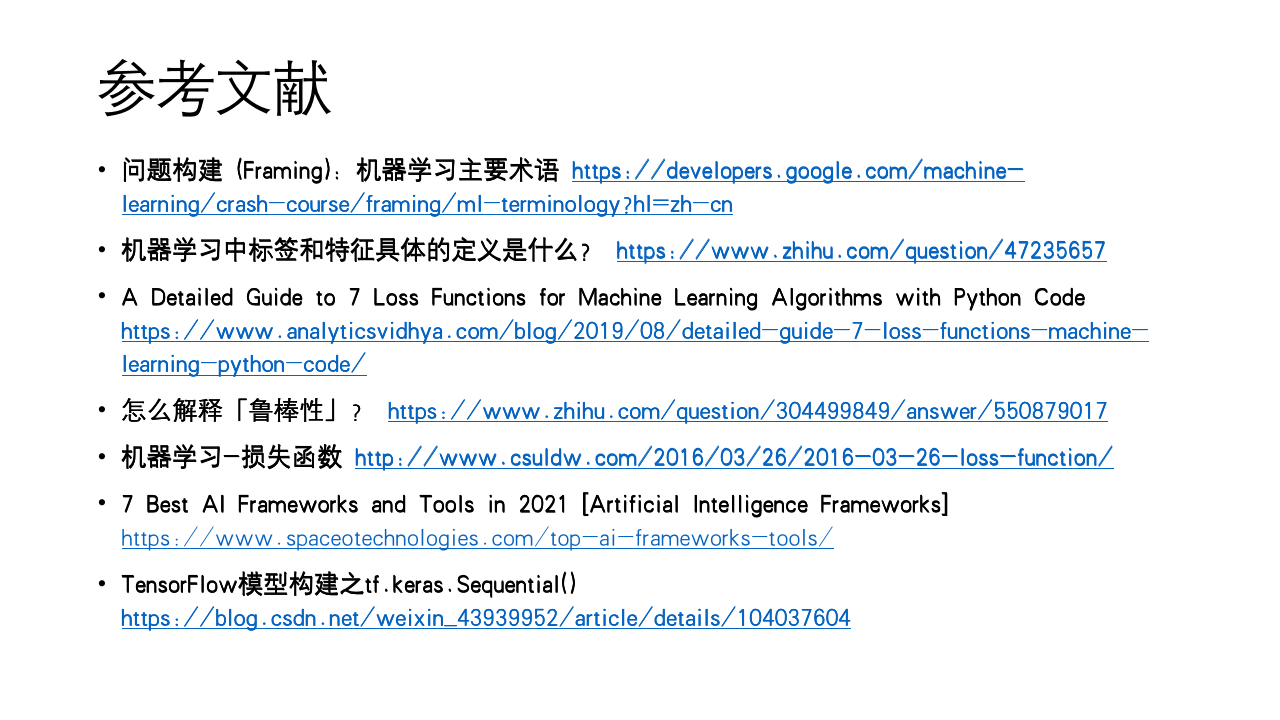 参考文献
• 问题构建 (Framing)：机器学习主要术语 https://developers.google.com/machine-
learning/crash-course/framing/ml-terminology?hl=zh-cn
• 机器学习中标签和特征具体的定义是什么？ https://www.zhihu.com/question/47235657
• A Detailed Guide to 7 Loss Functions for Machine Learning Algorithms with Python Code
https://www.analyticsvidhya.com/blog/2019/08/detailed-guide-7-loss-functions-machine-
learning-python-code/
• 怎么解释「鲁棒性」？ https://www.zhihu.com/question/304499849/answer/550879017
• 机器学习-损失函数 http://www.csuldw.com/2016/03/26/2016-03-26-loss-function/
• 7 Best AI Frameworks and Tools in 2021 [Artificial Intelligence Frameworks]
https://www.spaceotechnologies.com/top-ai-frameworks-tools/
• TensorFlow模型构建之tf.keras.Sequential()
https://blog.csdn.net/weixin_43939952/article/details/104037604